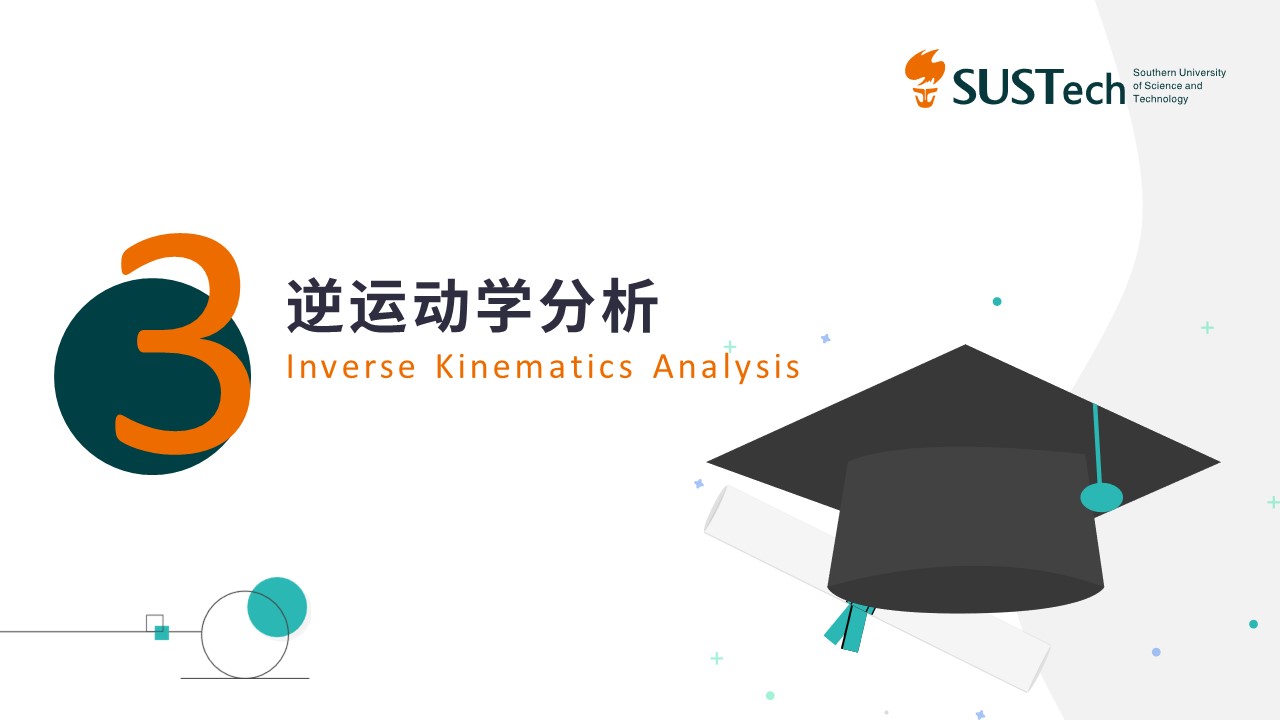 SUSTech
Southern University
of Science and
Technology
3
逆运动学分析
Inverse Kinematics Analysis